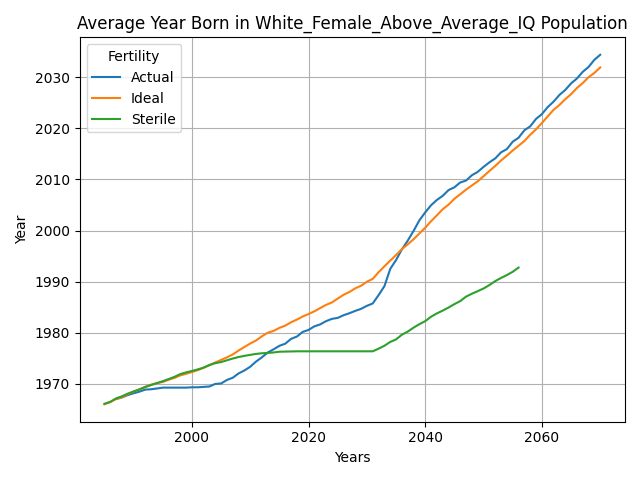 Average Year Born in White_Female_Above_Average_IQ Population
Fertility
Actual
Ideal
Sterile
2030
2020
2010
2000
1990
1980
1970
Year
2000
2020
2040
2060
Years